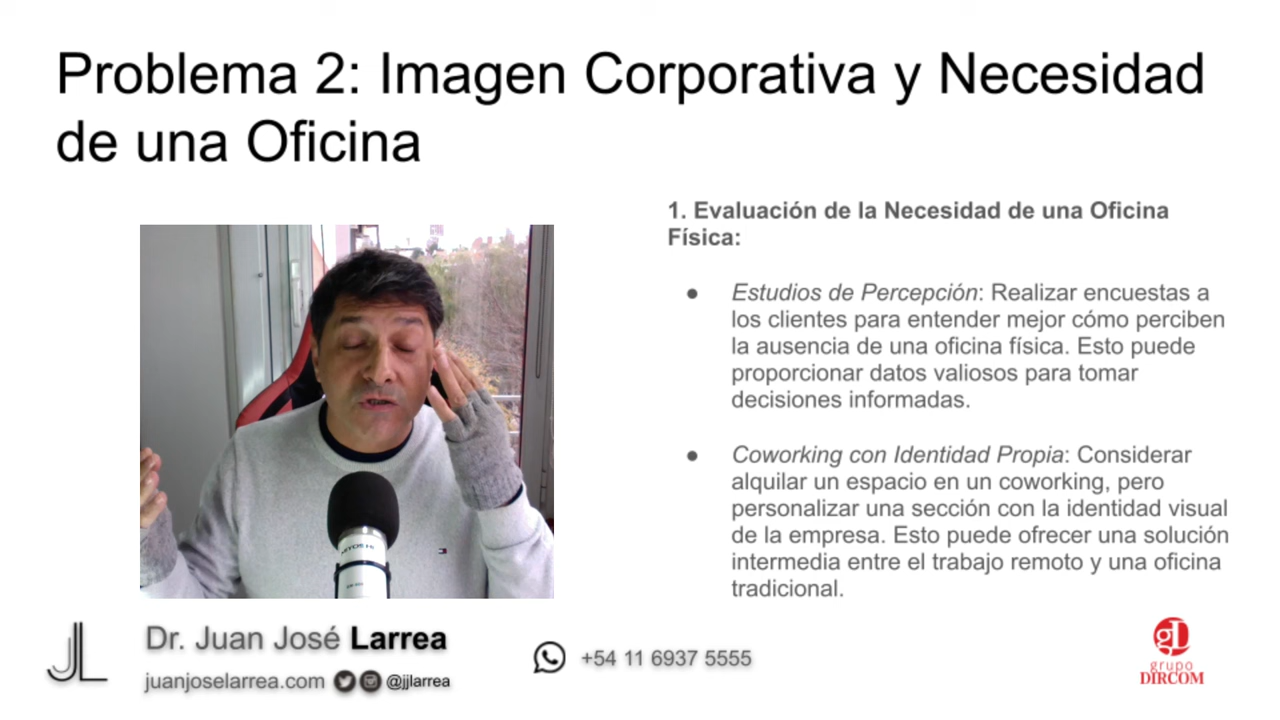 Problema 2: Imagen Corporativa y Necesidad
de una Oficina
1. Evaluación de la Necesidad de una Oficina
Física:
● Estudios de Percepción: Realizar encuestas a
los clientes para entender mejor cómo perciben
la ausencia de una oficina física. Esto puede
proporcionar datos valiosos para tomar
decisiones informadas.
● Coworking con Identidad Propia: Considerar
alquilar un espacio en un coworking, pero
personalizar una sección con la identidad visual
de la empresa. Esto puede ofrecer una solución
intermedia entre el trabajo remoto y una oficina
tradicional.
MIYOSHI
JL
Dr. Juan José Larrea
juanjoselarrea.com @jjlarrea
+54 11 6937 5555
gD
grupo
DIRCOM